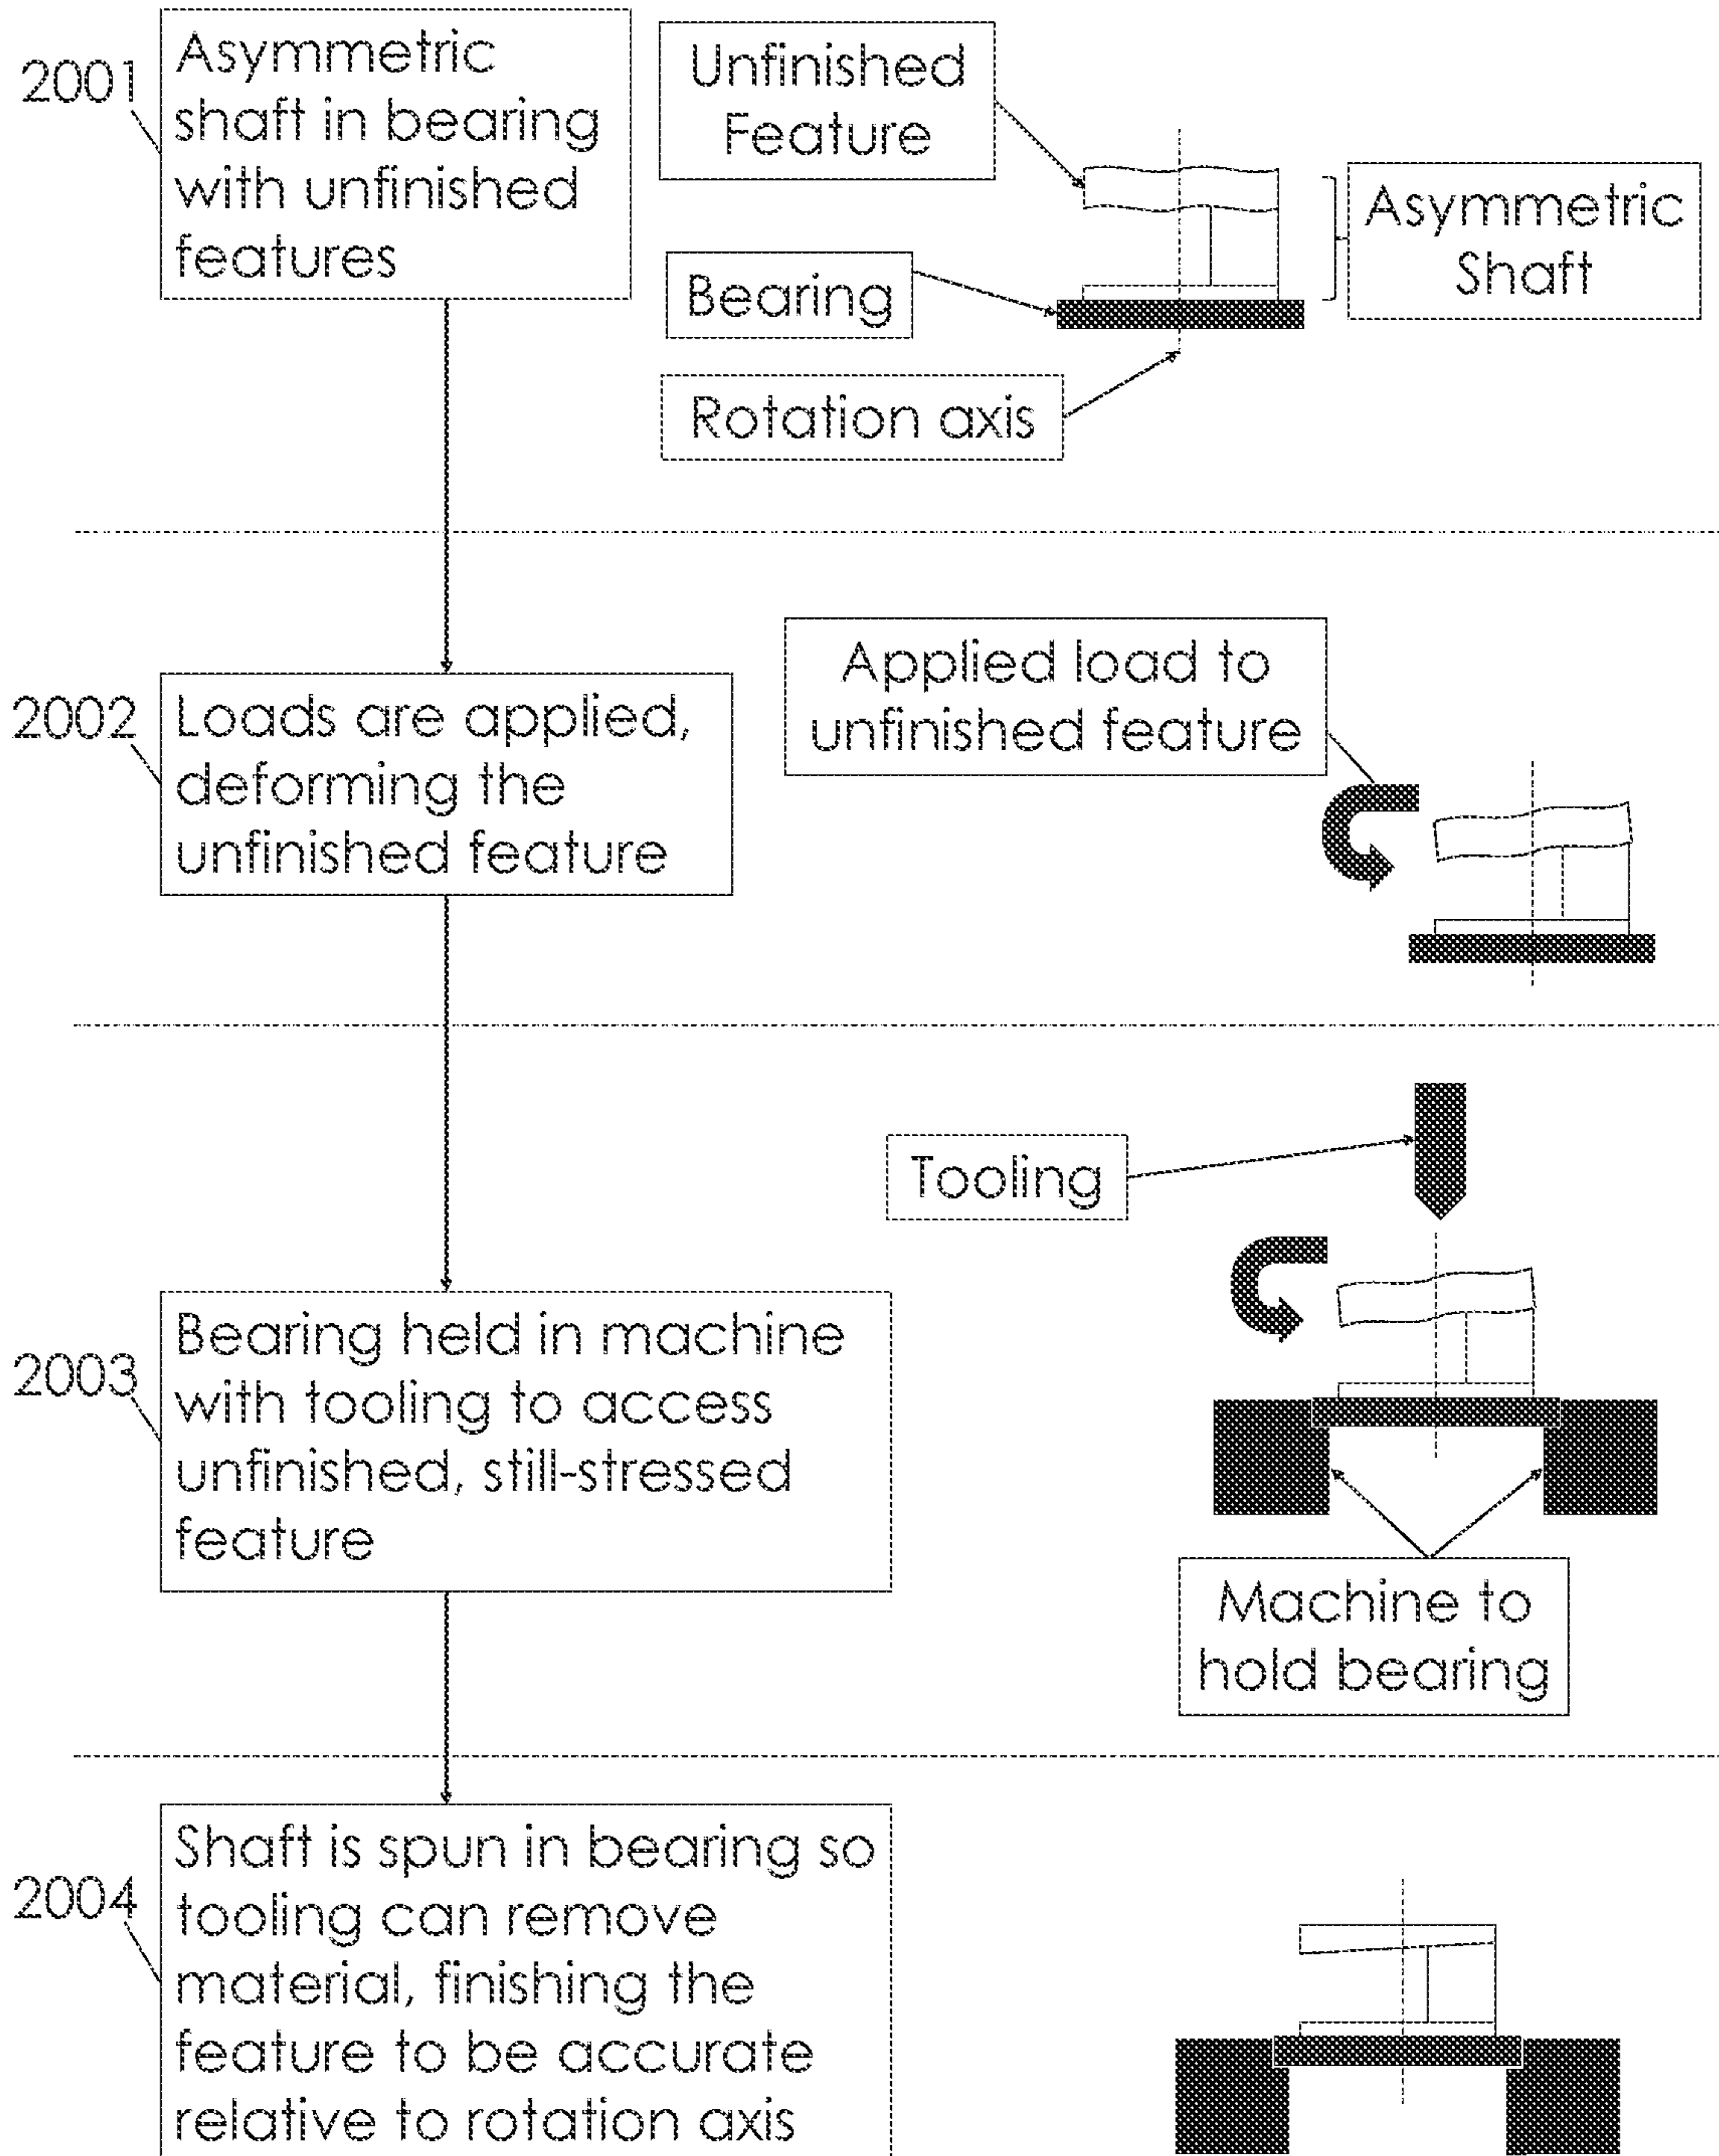 2001
Asymmetric
shaft in bearing
with unfinished
features
Unfinished
Feature
Bearing
Rotation axis
Asymmetric
Shaft
2002
Loads are applied,
deforming the
unfinished feature
Applied load to
unfinished feature
2003
Bearing held in machine
with tooling to access
unfinished, still-stressed
feature
Tooling
Machine to
hold bearing
2004
Shaft is spun in bearing so
tooling can remove
material, finishing the
feature to be accurate
relative to rotation axis